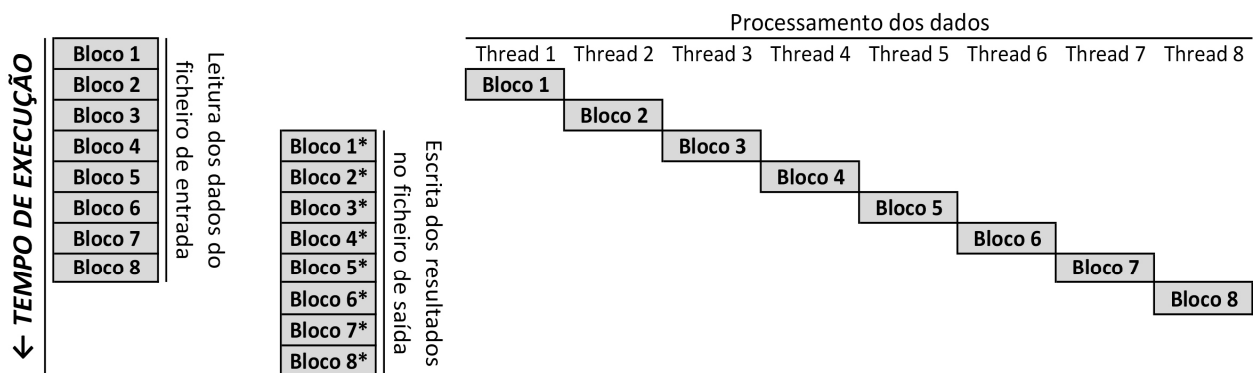 ← TEMPO DE EXECUÇÃO
Bloco 1
Bloco 2
Bloco 3
Bloco 4
Bloco 5
Bloco 6
Bloco 7
Bloco 8
Leitura dos dados do
ficheiro de entrada
Bloco 1*
Bloco 2*
Bloco 3*
Bloco 4*
Bloco 5*
Bloco 6*
Bloco 7*
Bloco 8*
Escrita dos resultados
no ficheiro de saída
Processamento dos dados
Thread 1 Thread 2 Thread 3 Thread 4 Thread 5 Thread 6 Thread 7 Thread 8
Bloco 1
Bloco 2
Bloco 3
Bloco 4
Bloco 5
Bloco 6
Bloco 7
Bloco 8